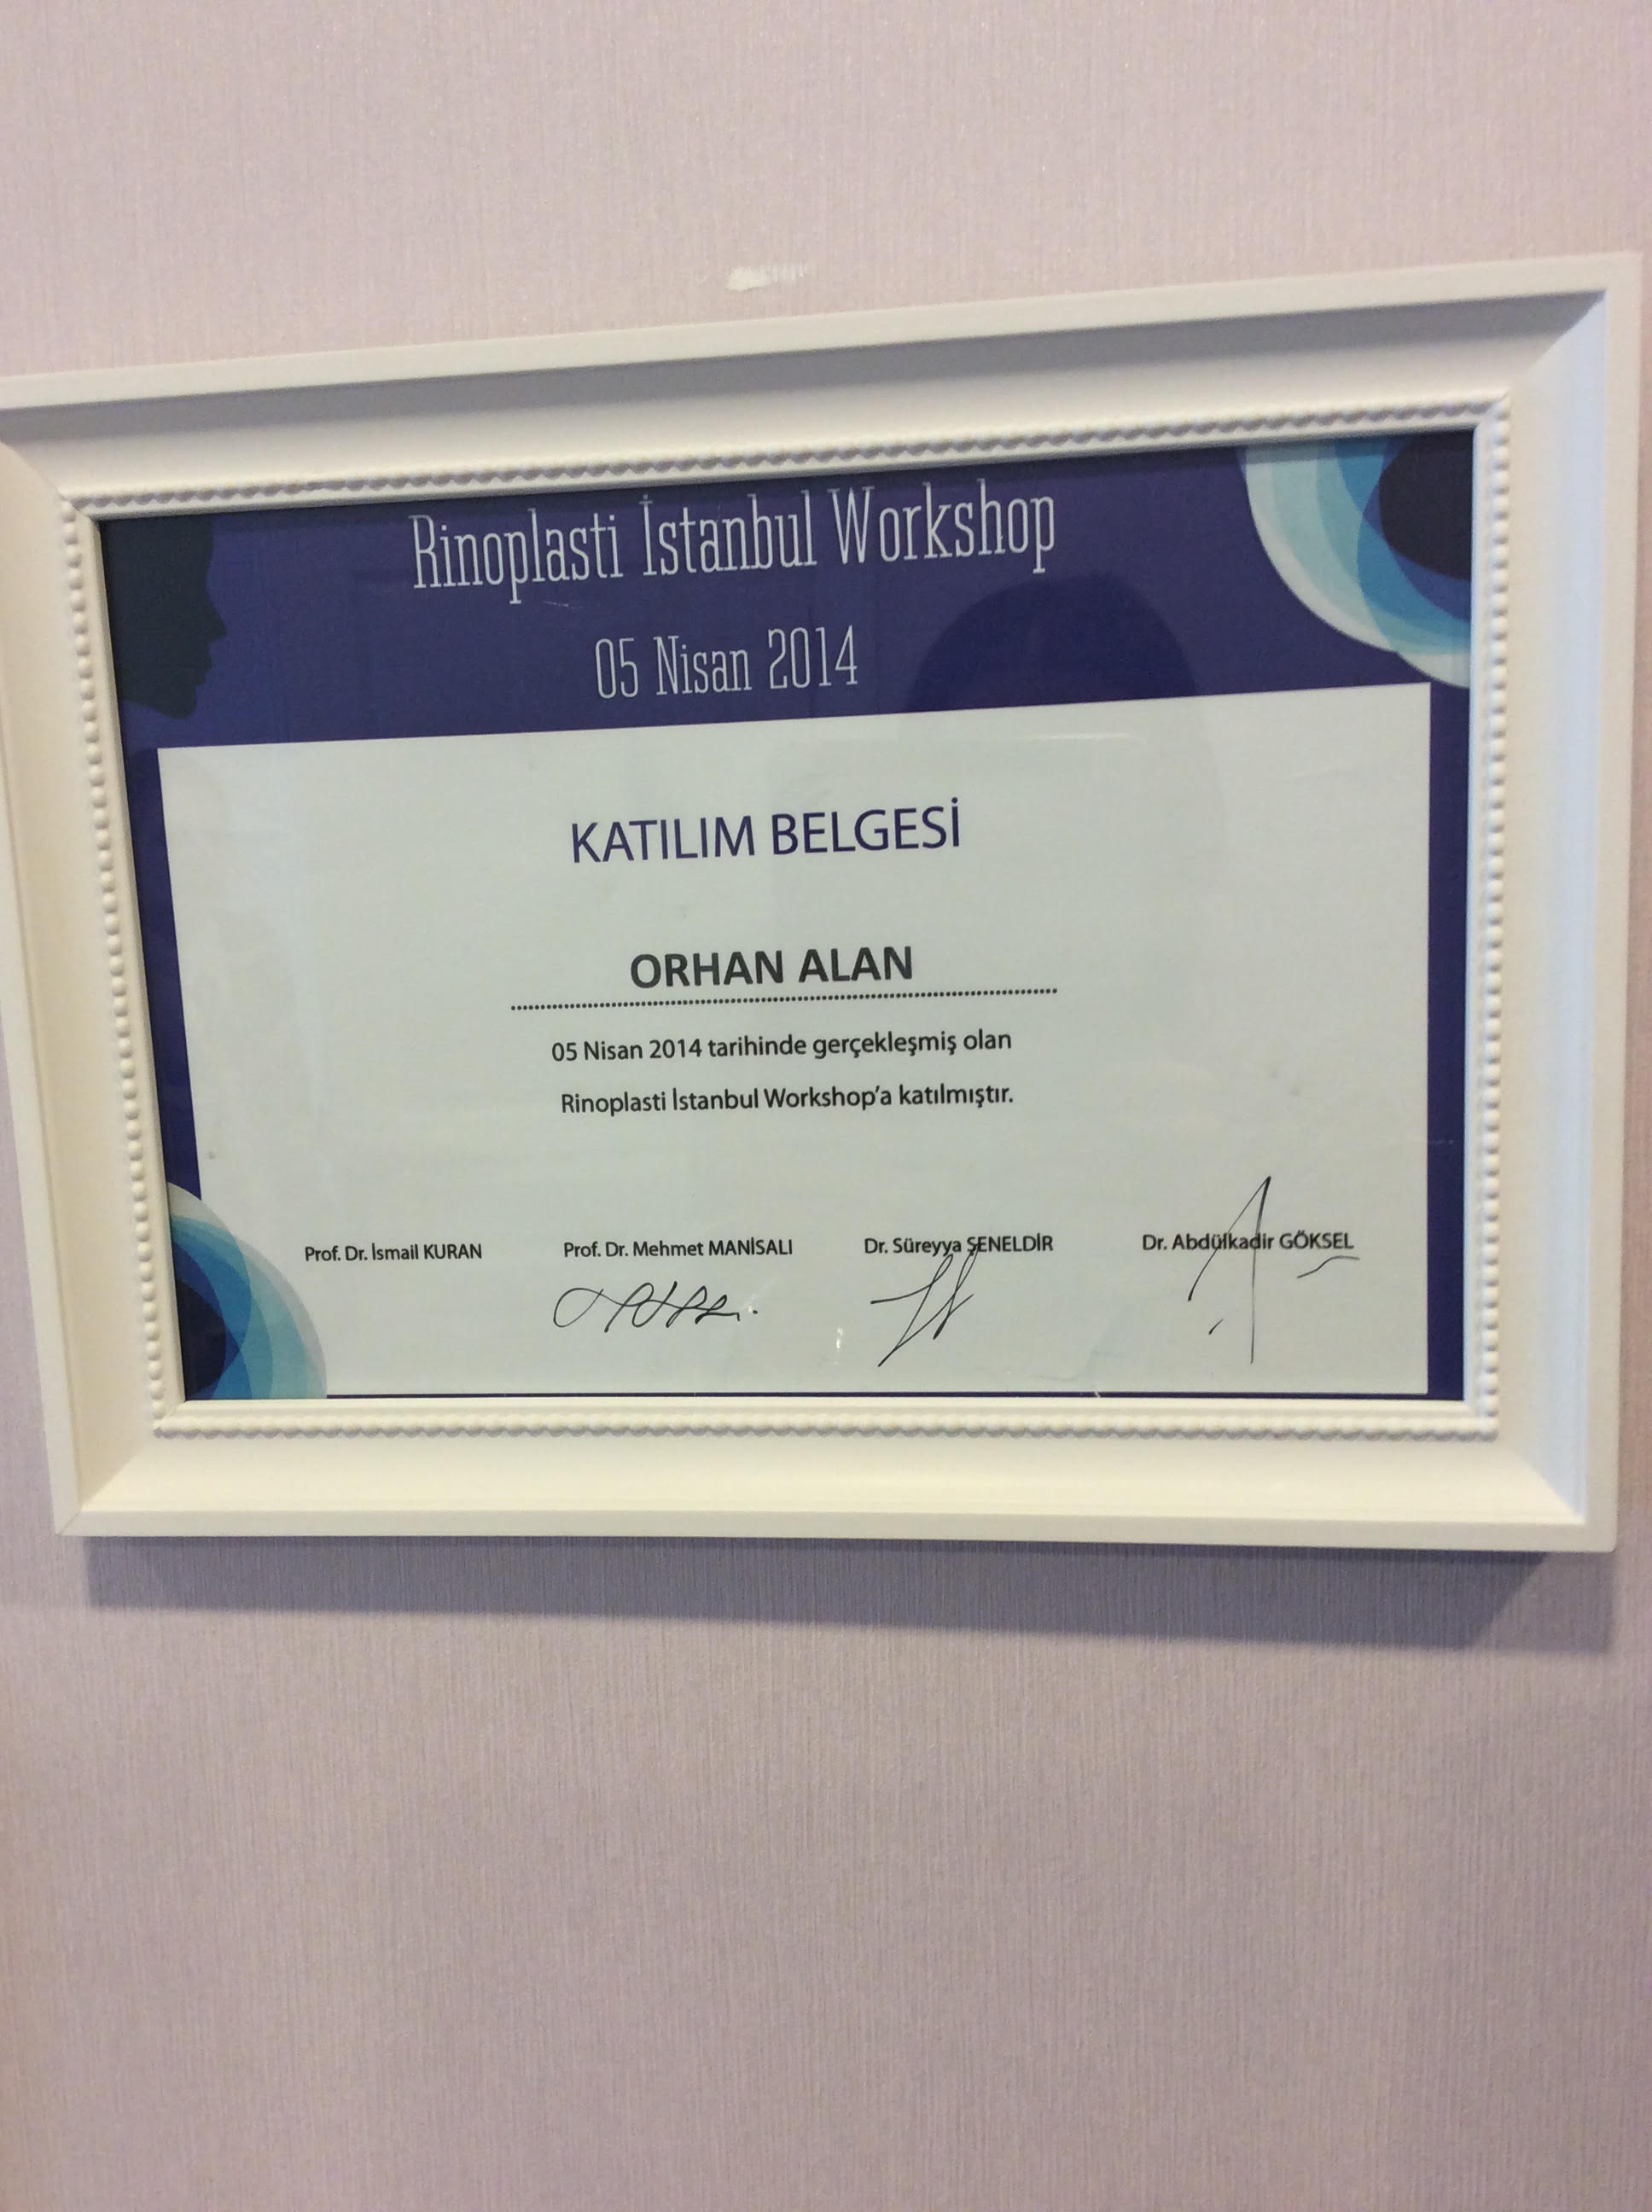 Rinoplasti İstanbul Workshop
05 Nisan 2014
KATILIM BELGESİ
ORHAN ALAN
05 Nisan 2014 tarihinde gerçekleşmiş olan
Rinoplasti İstanbul Workshop'a katılmıştır.
Prof. Dr. İsmail KURAN Prof. Dr. Mehmet MANİSALI Dr. Süreyya ŞENELDİR Dr. Abdülkadir GÖKSEL